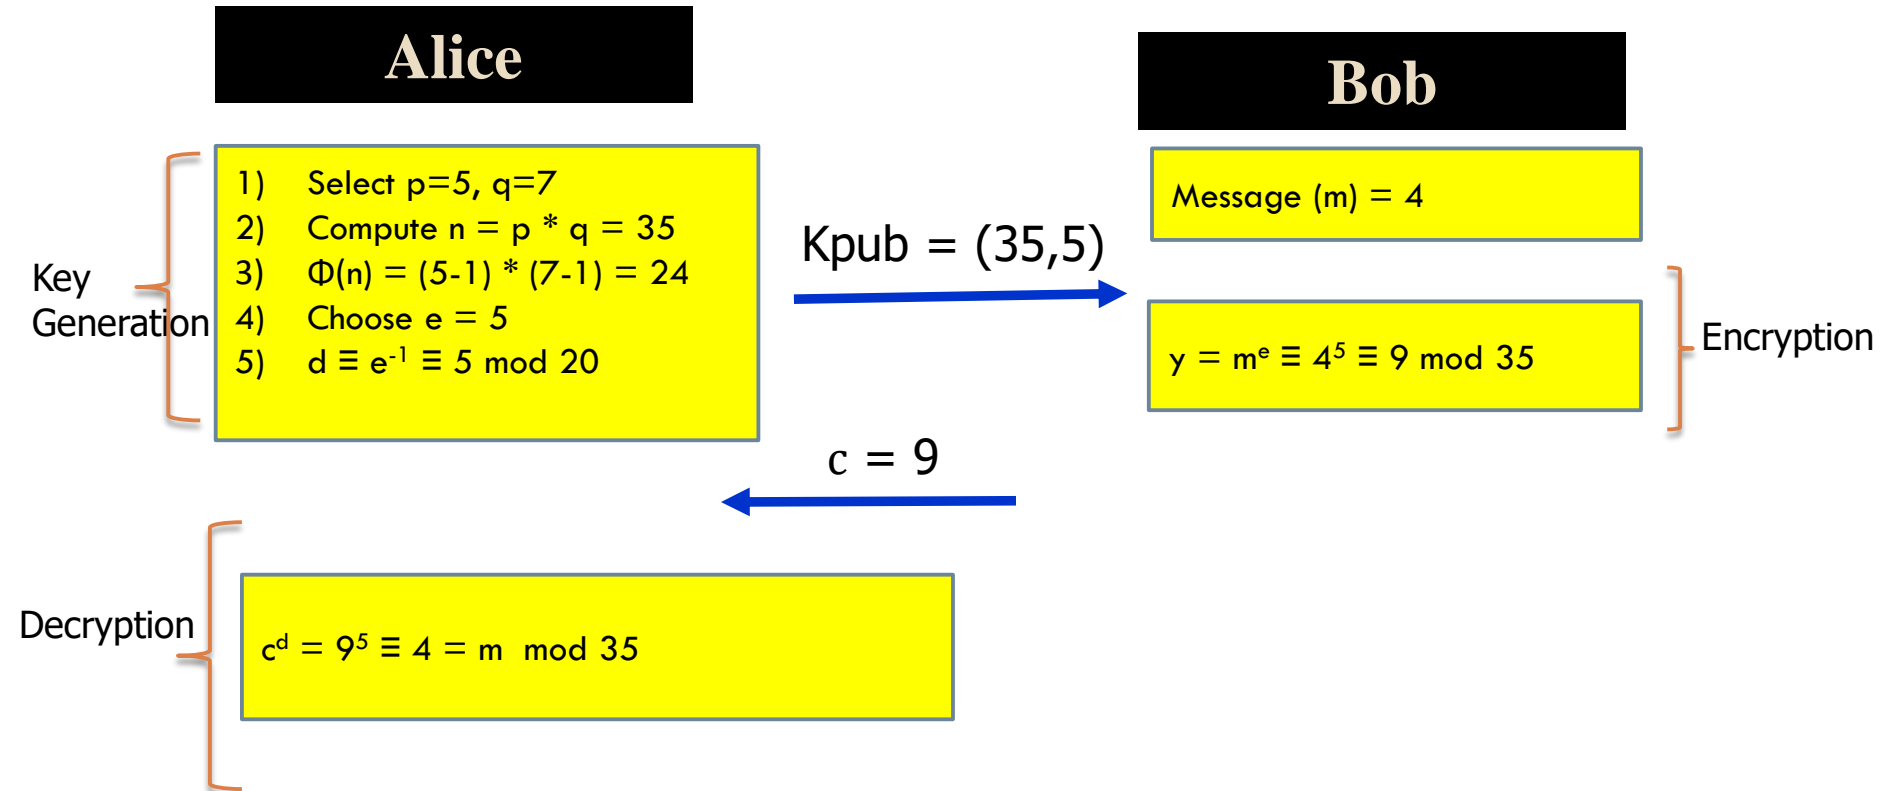 Alice
Bob
Key
Generation
1) Select p=5, q=7
2) Compute n = p * q = 35
3) Φ(n) = (5-1) * (7-1) = 24
4) Choose e = 5
5) d ≡ e⁻¹ ≡ 5 mod 20
Kpub = (35,5)
Message (m) = 4
y = mᵉ ≡ 4⁵ ≡ 9 mod 35
Encryption
c = 9
Decryption
cᵈ = 9⁵ ≡ 4 = m mod 35